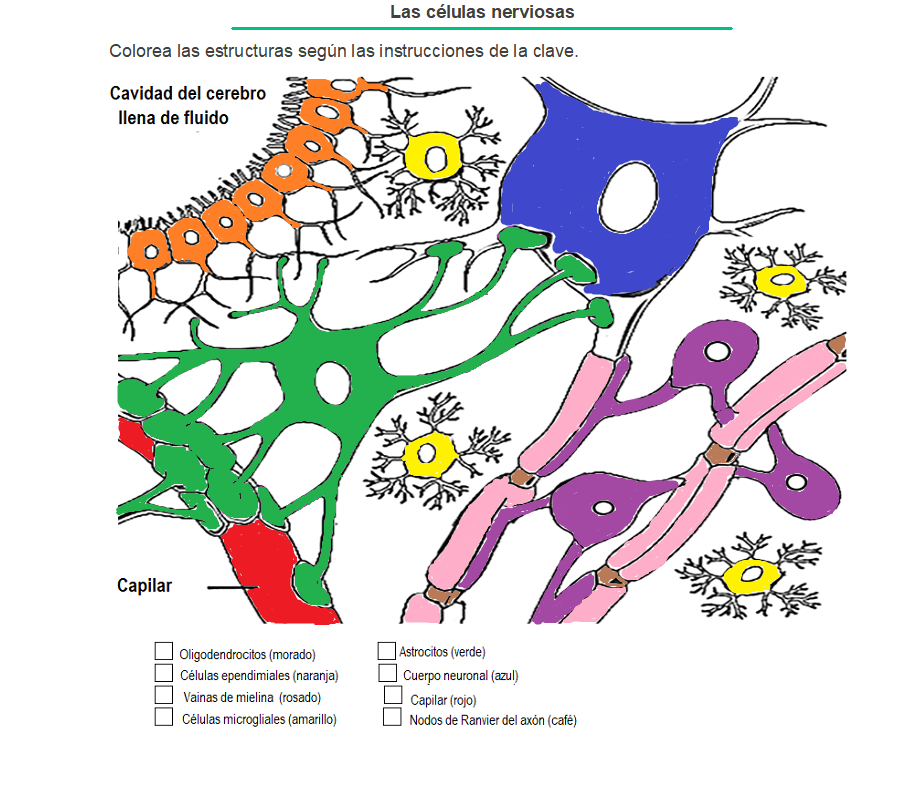 Las células nerviosas
Colorea las estructuras según las instrucciones de la clave.
Cavidad del cerebro
llena de fluido
Capilar
Oligodendrocitos (morado)
Células ependimiales (naranja)
Vainas de mielina (rosado)
Células microgliales (amarillo)
Astrocitos (verde)
Cuerpo neuronal (azul)
Capilar (rojo)
Nodos de Ranvier del axón (café)